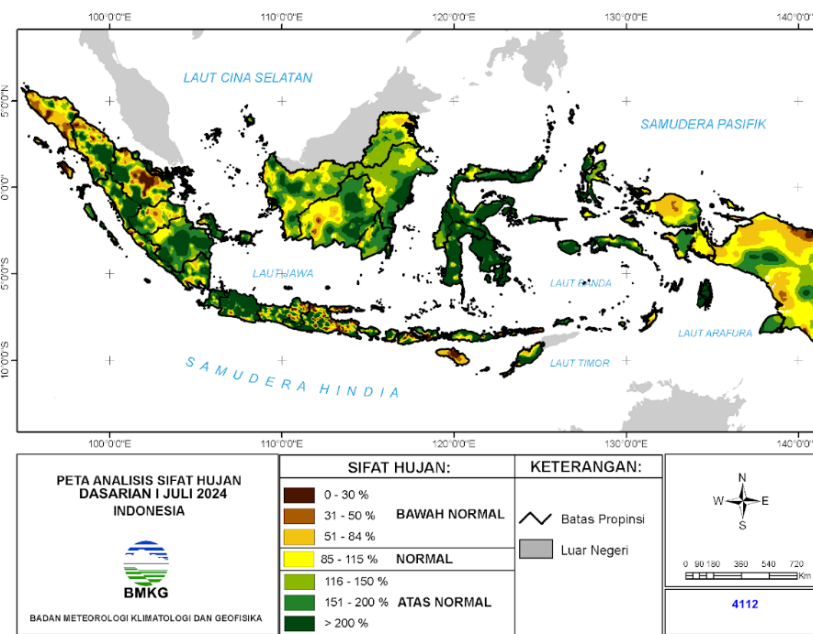 100°0'0"E 110°0'0"E 120°0'0"E 130°0'0"E 140°0'0"
LAUT CINA SELATAN
SAMUDERA PASIFIK
5°0'0"N
0°0'0"
LAUT JAWA
LAUT BANDA
5°0'0"S
LAUT ARAFURA
LAUT TIMOR
10°0'0"S
SAMUDERA HINDIA
100°0'0"E 110°0'0"E 120°0'0"E 130°0'0"E 140°0'0"
PETA ANALISIS SIFAT HUJAN
DASARIAN I JULI 2024
INDONESIA
BMKG
BADAN METEOROLOGI KLIMATOLOGI DAN GEOFISIKA
SIFAT HUJAN:
0 - 30 %
31 - 50 % BAWAH NORMAL
51 - 84 %
85 - 115 % NORMAL
116 - 150 %
151 - 200 % ATAS NORMAL
> 200 %
KETERANGAN:
Batas Propinsi
Luar Negeri
N
W E
S
0 90 180 360 540 720
Km
4112